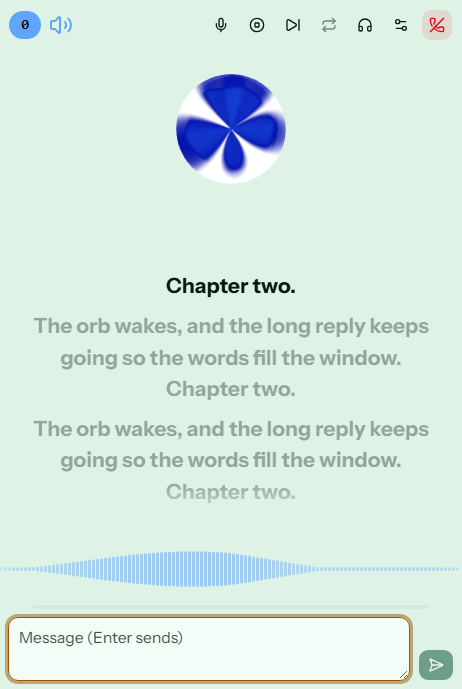 0
Chapter two.
The orb wakes, and the long reply keeps
going so the words fill the window.
Chapter two.
The orb wakes, and the long reply keeps
going so the words fill the window.
Chapter two.
Message (Enter sends)